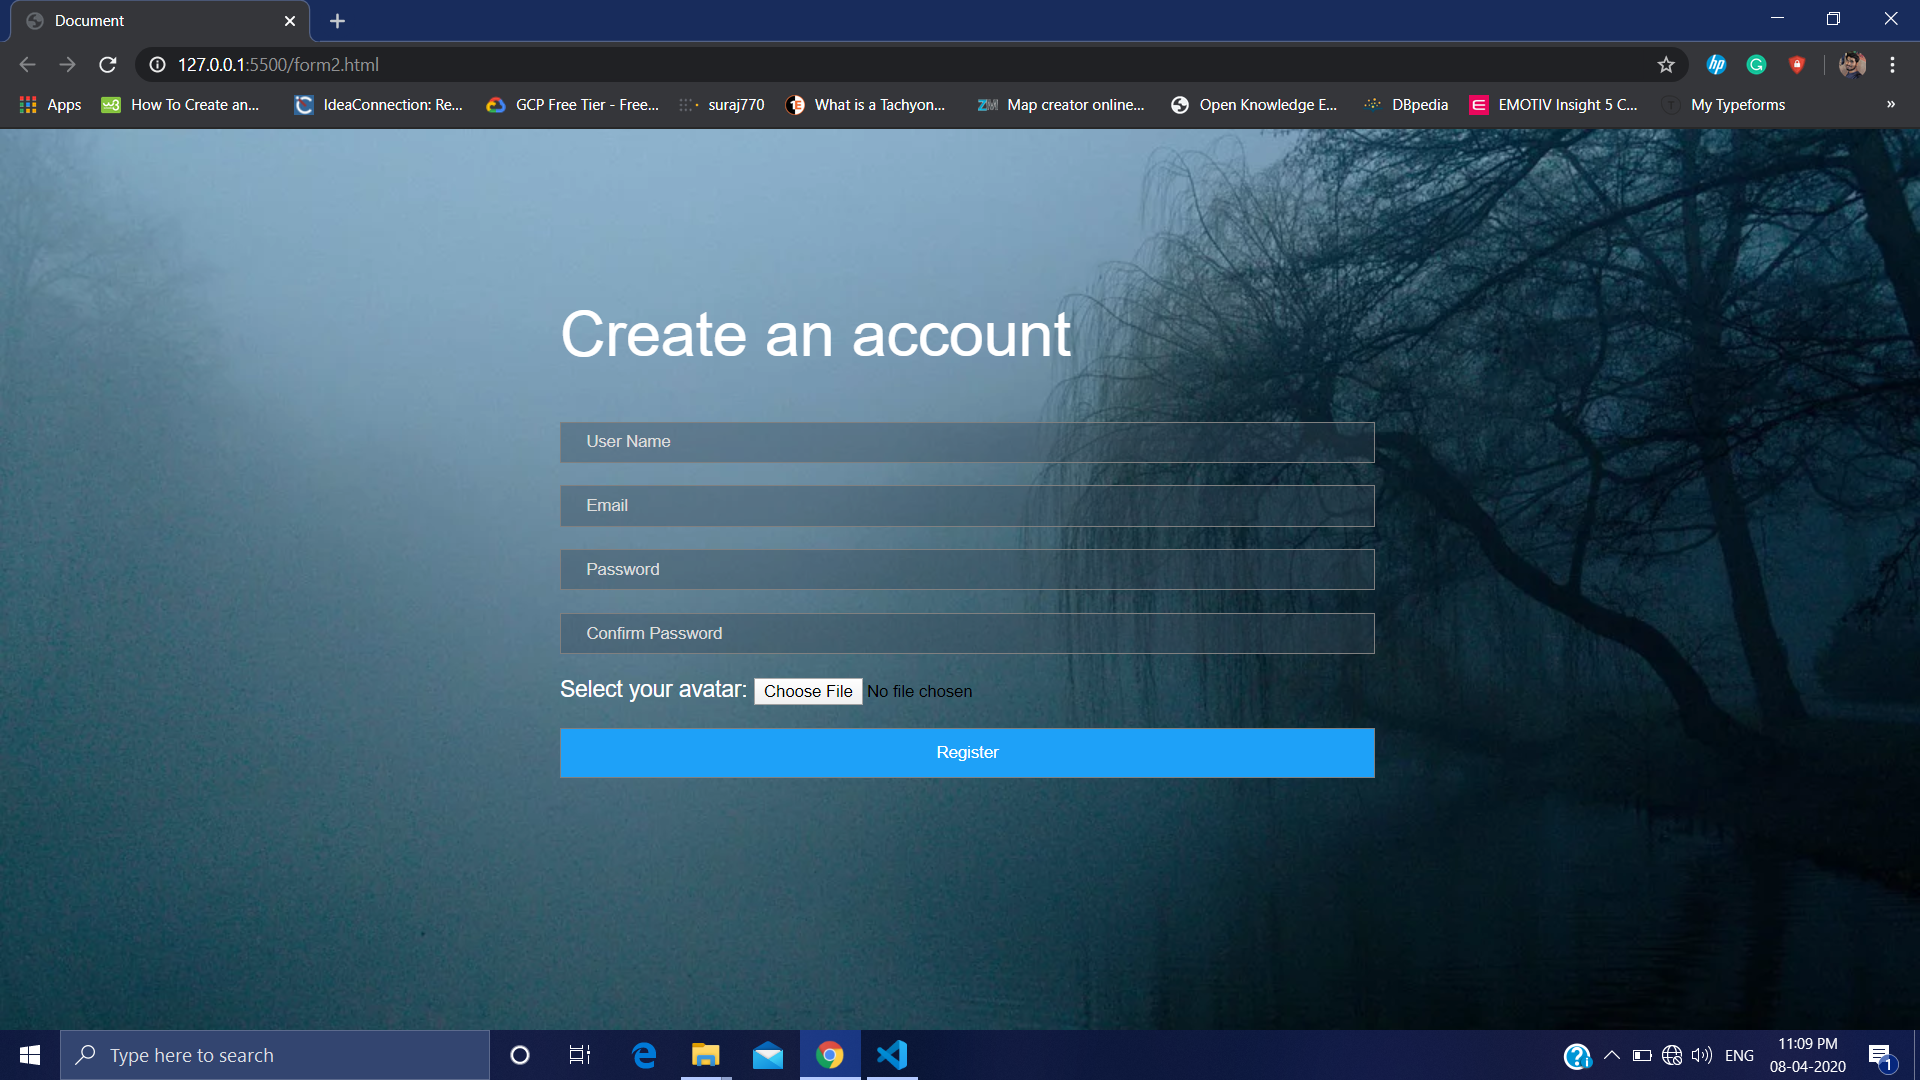 Document
127.0.0.1:5500/form2.html
Apps How To Create an... IdeaConnection: Re... GCP Free Tier - Free... suraj770 What is a Tachyon... Map creator online... Open Knowledge E... DBpedia EMOTIV Insight 5 C... My Typeforms »
Create an account
User Name
Email
Password
Confirm Password
Select your avatar: Choose File No file chosen
Register
Type here to search
ENG
11:09 PM
08-04-2020
1